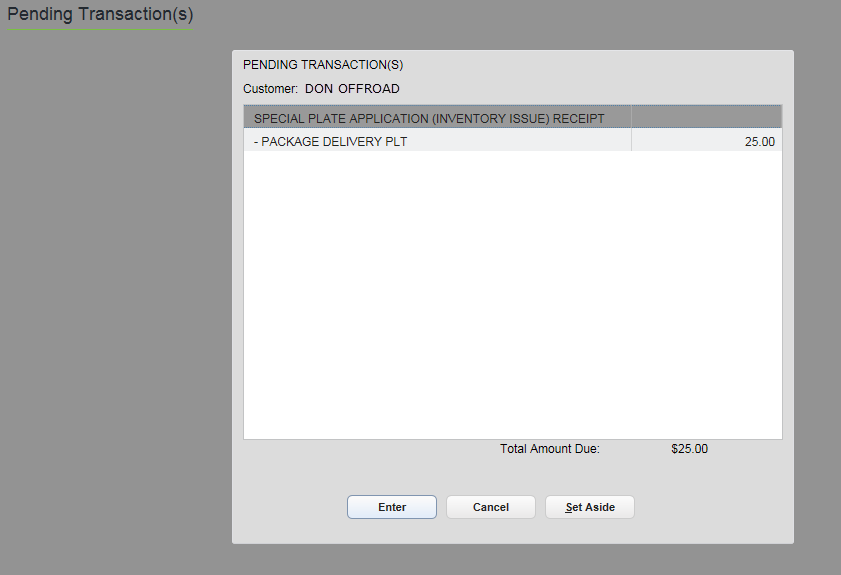 Pending Transaction(s)
PENDING TRANSACTION(S)
Customer: DON OFFROAD
SPECIAL PLATE APPLICATION (INVENTORY ISSUE) RECEIPT
- PACKAGE DELIVERY PLT 25.00
Total Amount Due: $25.00
Enter Cancel Set Aside